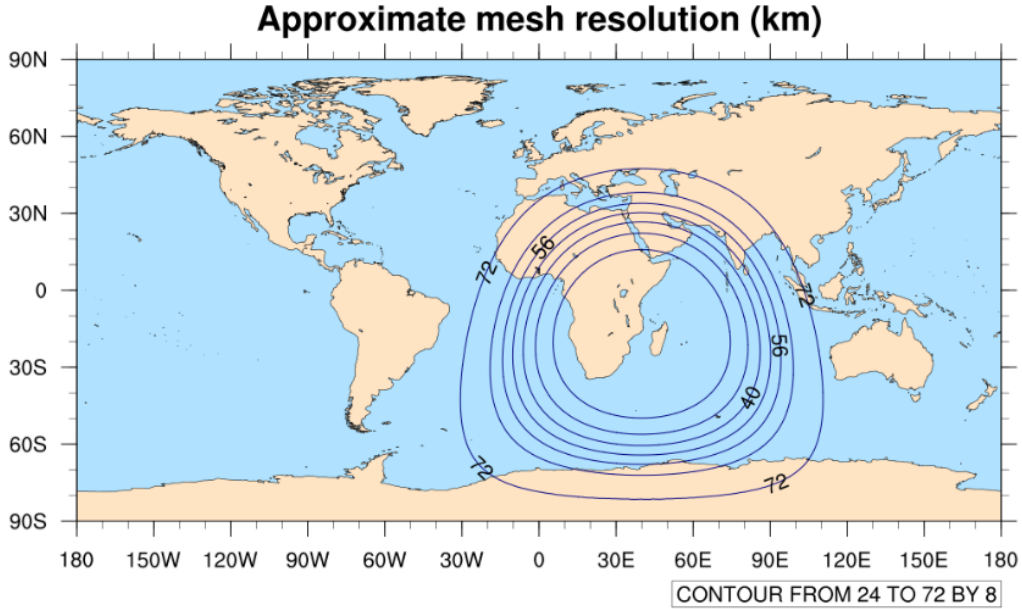 Approximate mesh resolution (km)
90N
60N
30N
0
30S
60S
90S
72
56
72
56
40
72
72
180 150W 120W 90W 60W 30W 0 30E 60E 90E 120E 150E 180
CONTOUR FROM 24 TO 72 BY 8